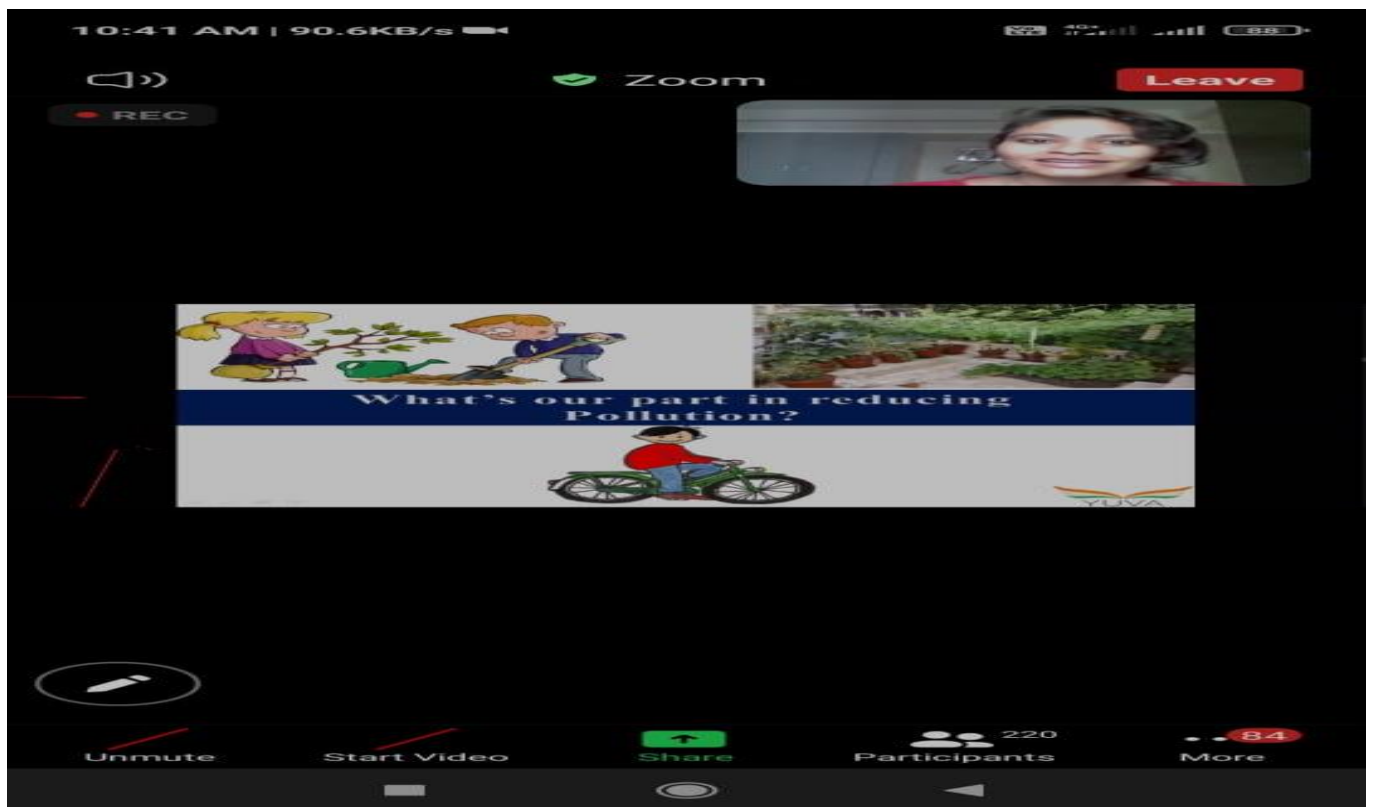 10:41 AM | 90.6KB/s
88
Zoom
Leave
REC
What's our part in reducing
Pollution?
YUVA
220
84
Unmute
Start Video
Share
Participants
More